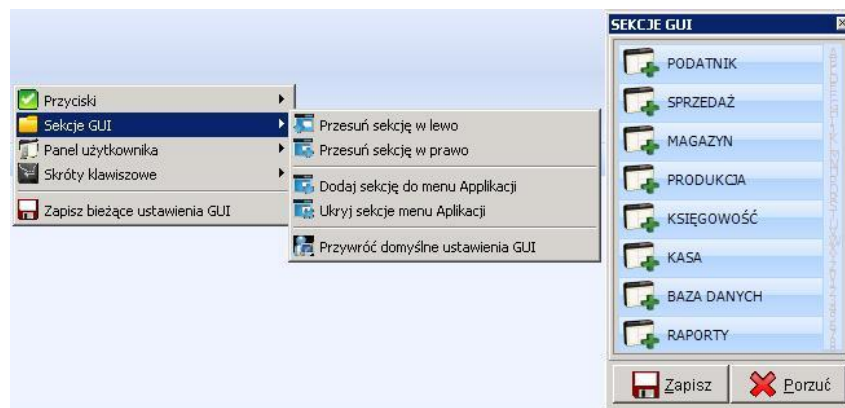 Przyciski
Sekcje GUI
Panel użytkownika
Skróty klawiszowe
Zapisz bieżące ustawienia GUI
Przesuń sekcję w lewo
Przesuń sekcję w prawo
Dodaj sekcję do menu Applikacji
Ukryj sekcje menu Aplikacji
Przywróć domyślne ustawienia GUI
SEKCJE GUI
PODATNIK
SPRZEDAŻ
MAGAZYN
PRODUKCJA
KSIĘGOWOŚĆ
KASA
BAZA DANYCH
RAPORTY
Zapisz
Porzuć